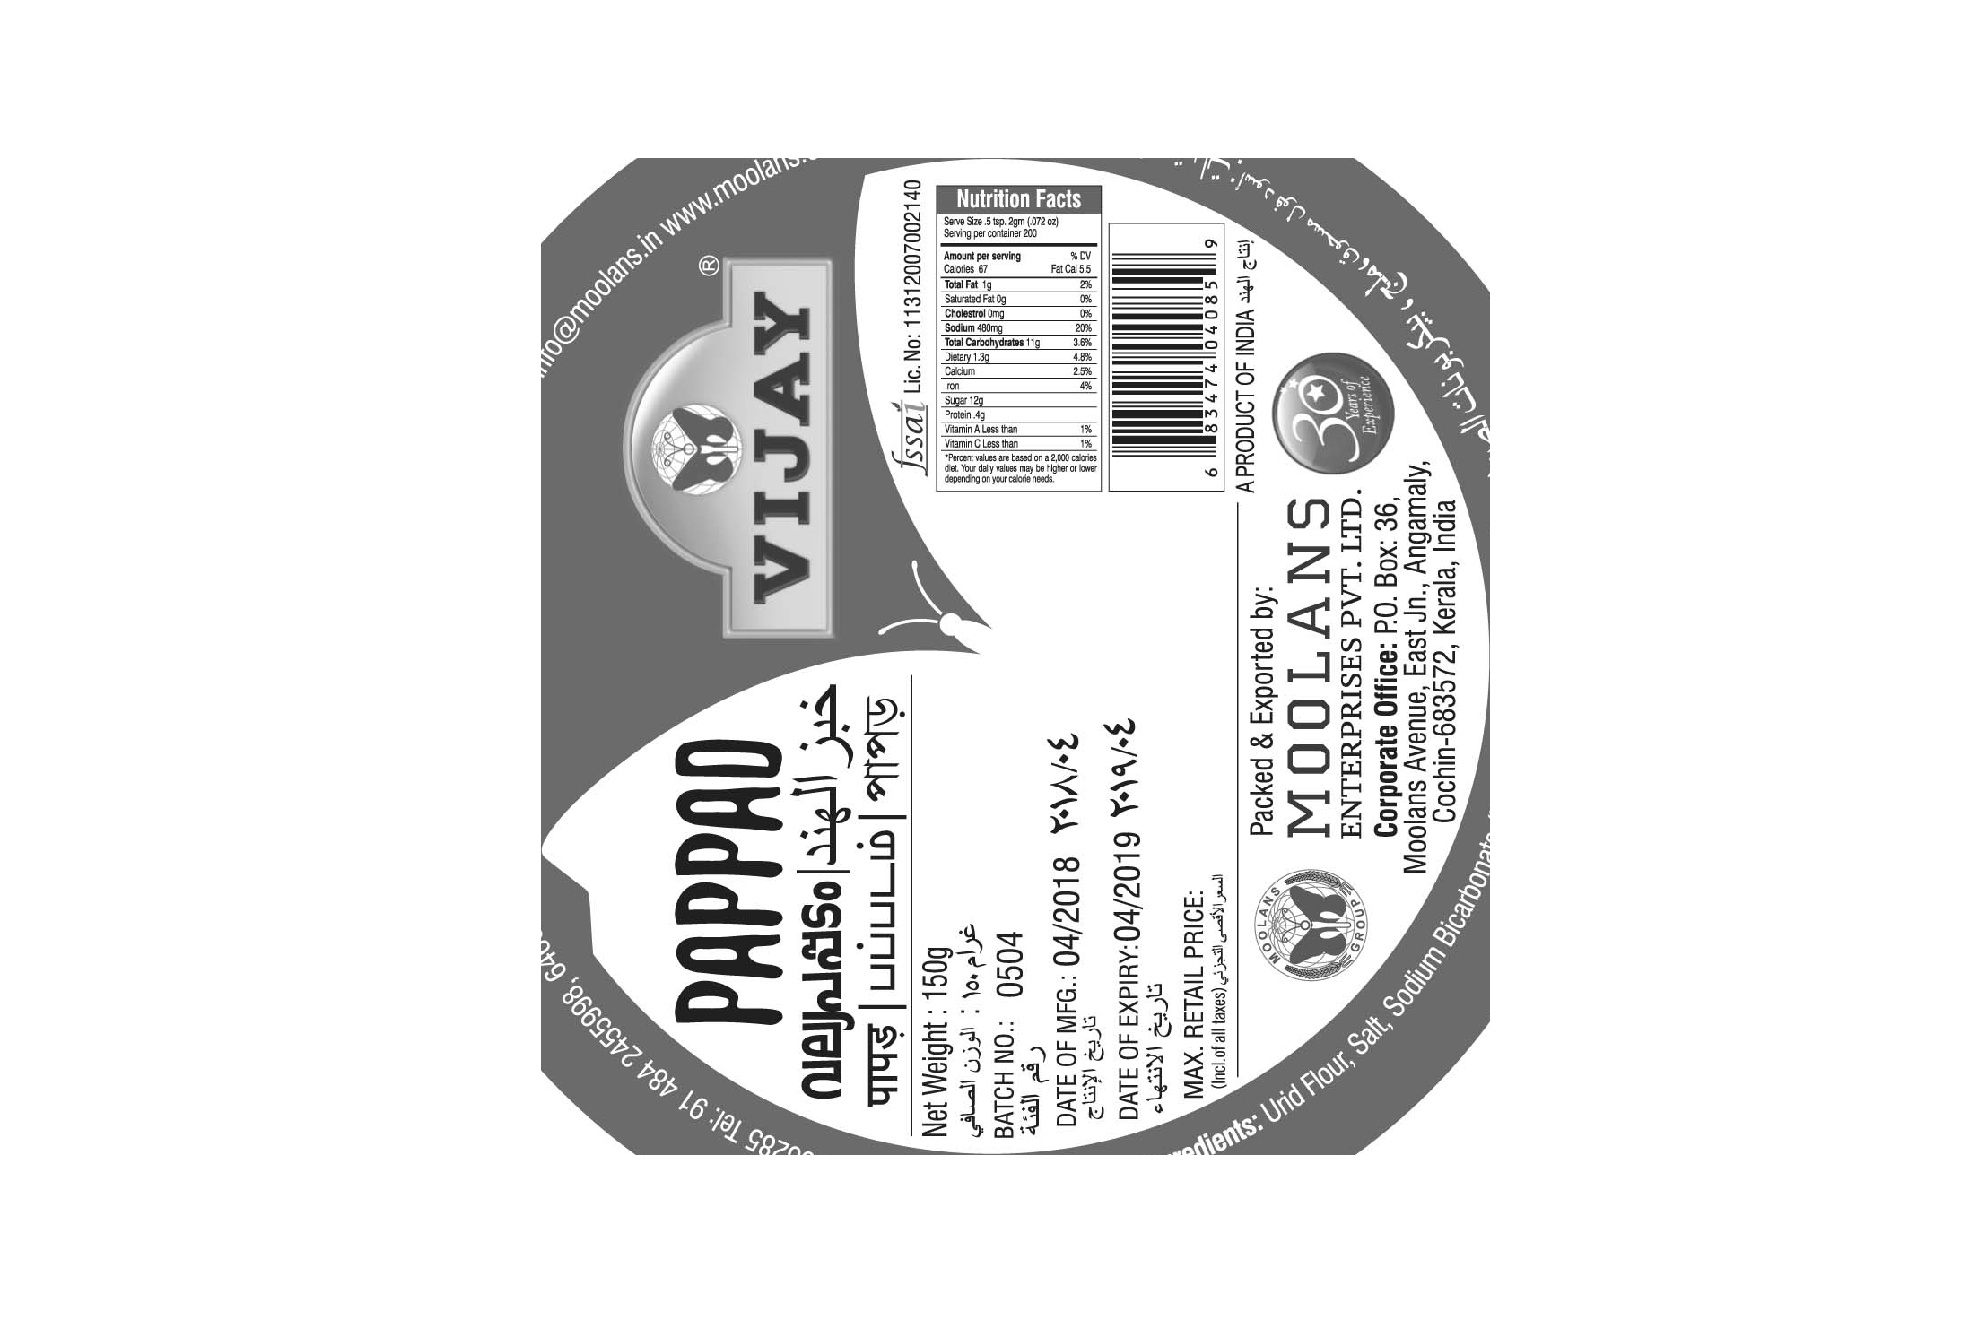 info@moolans.in www.moolans.
VIJAY
®
PAPPAD
വലിയപപ്പടം | خبز الهند
पापड़ | பப்படம் | পাপড়
Net Weight : 150g
الوزن الصافي : ١٥٠ غرام
BATCH NO.: 0504
رقم الفئة
DATE OF MFG.: 04/2018 ٢٠١٨/٠٤
تاريخ الإنتاج
DATE OF EXPIRY: 04/2019 ٢٠١٩/٠٤
تاريخ الانتهاء
MAX. RETAIL PRICE:
(Incl.of all taxes) السعر الأقصى التجزئي
fssai Lic. No: 11312007002140
Nutrition Facts
Serve Size .5 tsp. 2gm (.072 oz)
Serving per container 200
Amount per serving % DV
Calories 67 Fat Cal 5.5
Total Fat 1g 2%
Saturated Fat 0g 0%
Cholestrol 0mg 0%
Sodium 480mg 20%
Total Carbohydrates 11g 3.6%
Dietary 1.3g 4.8%
Calcium 2.5%
Iron 4%
Sugar 12g
Protein .4g
Vitamin A Less than 1%
Vitamin C Less than 1%
*Percent values are based on a 2,000 calories
diet. Your daily values may be higher or lower
depending on your calorie needs.
6 834740 40859
A PRODUCT OF INDIA إنتاج الهند
Packed & Exported by:
MOOLANS
ENTERPRISES PVT. LTD.
Corporate Office: P.O. Box: 36,
Moolans Avenue, East Jn., Angamaly,
Cochin-683572, Kerala, India
30
Years of
Experience
MOOLANS
GROUP
Tel: 91 484 2455998,
Urid Flour, Salt, Sodium Bicarbonate